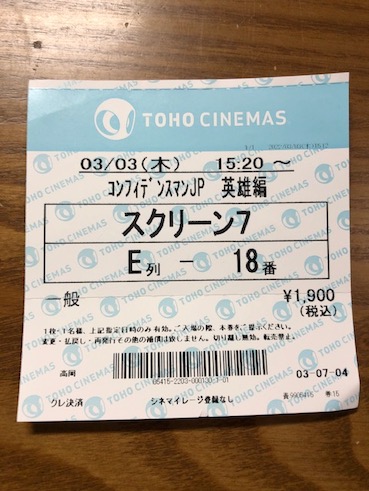 TOHO CINEMAS
03/03(木) 15:20 ～
ｺﾝﾌｨﾃﾞﾝｽﾏﾝJP 英雄編
スクリーン7
E列 － 18番
一般 ¥1,900
(税込)
1枚・1名様、上記指定日時のみ有効。ご入場の際、本券をご提示ください。
変更・払戻し・再発行その他の補償は致しません。切り離し無効。転売禁止。
高岡 03-07-04
05415-2203-000100-1-01
クレ決済 シネマイレージ登録なし